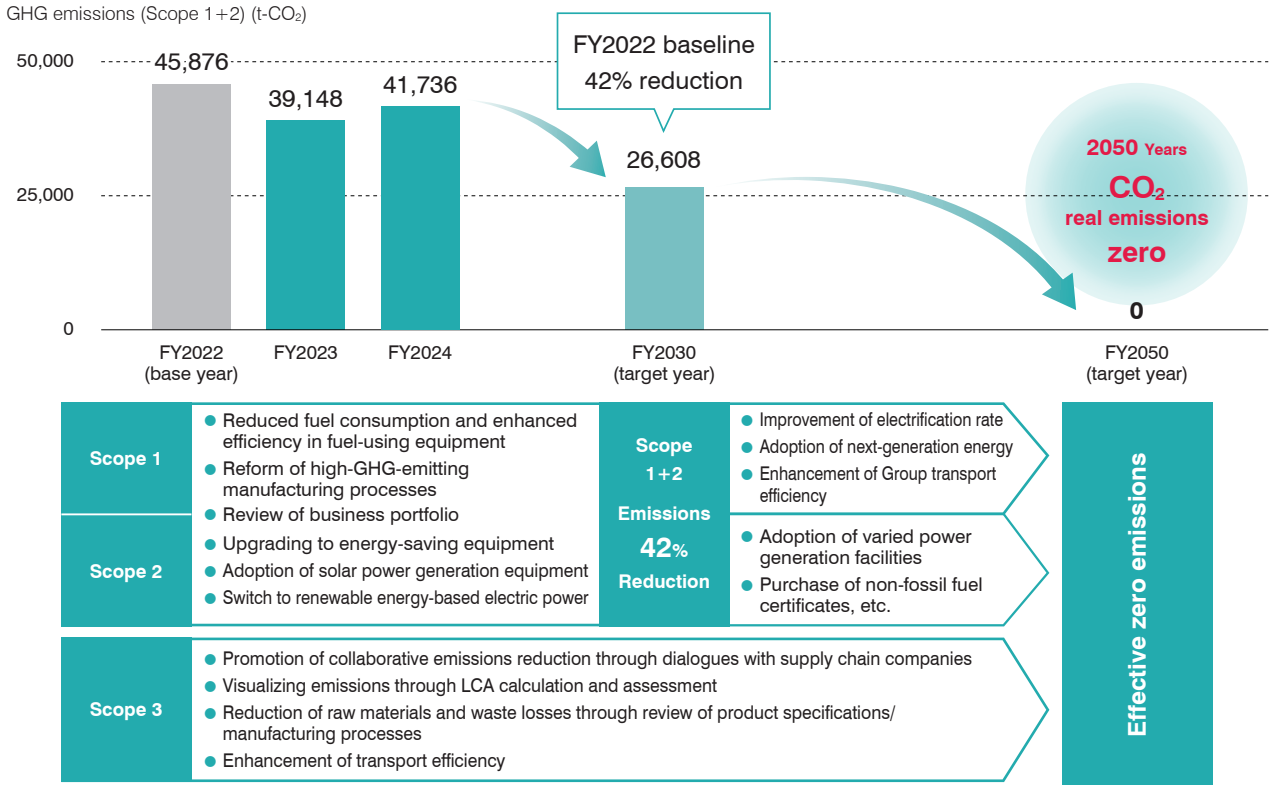 GHG emissions (Scope 1+2) (t-CO₂)
FY2022 baseline
42% reduction
50,000
45,876
39,148
41,736
26,608
25,000
2050 Years
CO₂
real emissions
zero
0
0
FY2022
(base year)
FY2023
FY2024
FY2030
(target year)
FY2050
(target year)
Scope 1
● Reduced fuel consumption and enhanced
efficiency in fuel-using equipment
● Reform of high-GHG-emitting
manufacturing processes
● Review of business portfolio
Scope 2
● Upgrading to energy-saving equipment
● Adoption of solar power generation equipment
● Switch to renewable energy-based electric power
Scope
1+2
Emissions
42%
Reduction
● Improvement of electrification rate
● Adoption of next-generation energy
● Enhancement of Group transport
efficiency
● Adoption of varied power
generation facilities
● Purchase of non-fossil fuel
certificates, etc.
Scope 3
● Promotion of collaborative emissions reduction through dialogues with supply chain companies
● Visualizing emissions through LCA calculation and assessment
● Reduction of raw materials and waste losses through review of product specifications/
manufacturing processes
● Enhancement of transport efficiency
Effective zero emissions